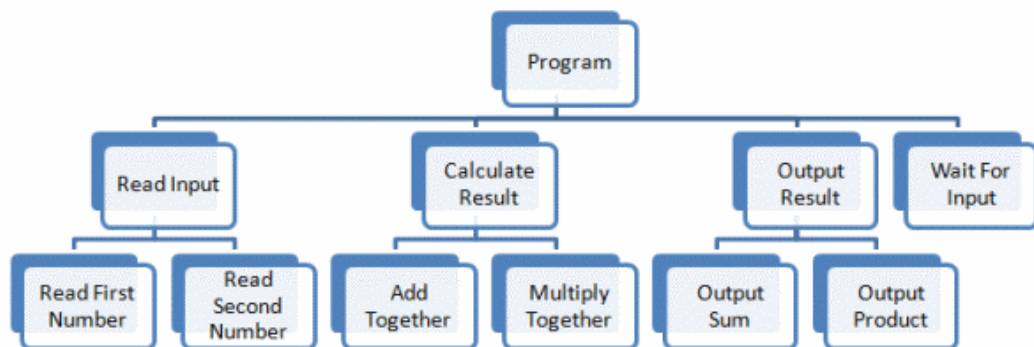 Program
Read Input
Calculate
Result
Output
Result
Wait For
Input
Read First
Number
Read
Second
Number
Add
Together
Multiply
Together
Output
Sum
Output
Product